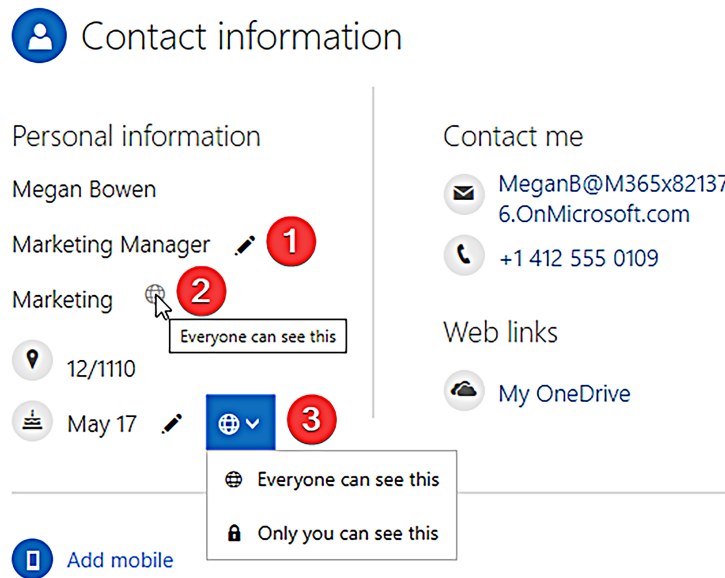 Contact information
Personal information
Megan Bowen
Marketing Manager
1
Marketing
2
Everyone can see this
12/1110
May 17
3
Everyone can see this
Only you can see this
Contact me
MeganB@M365x82137
6.OnMicrosoft.com
+1 412 555 0109
Web links
My OneDrive
Add mobile